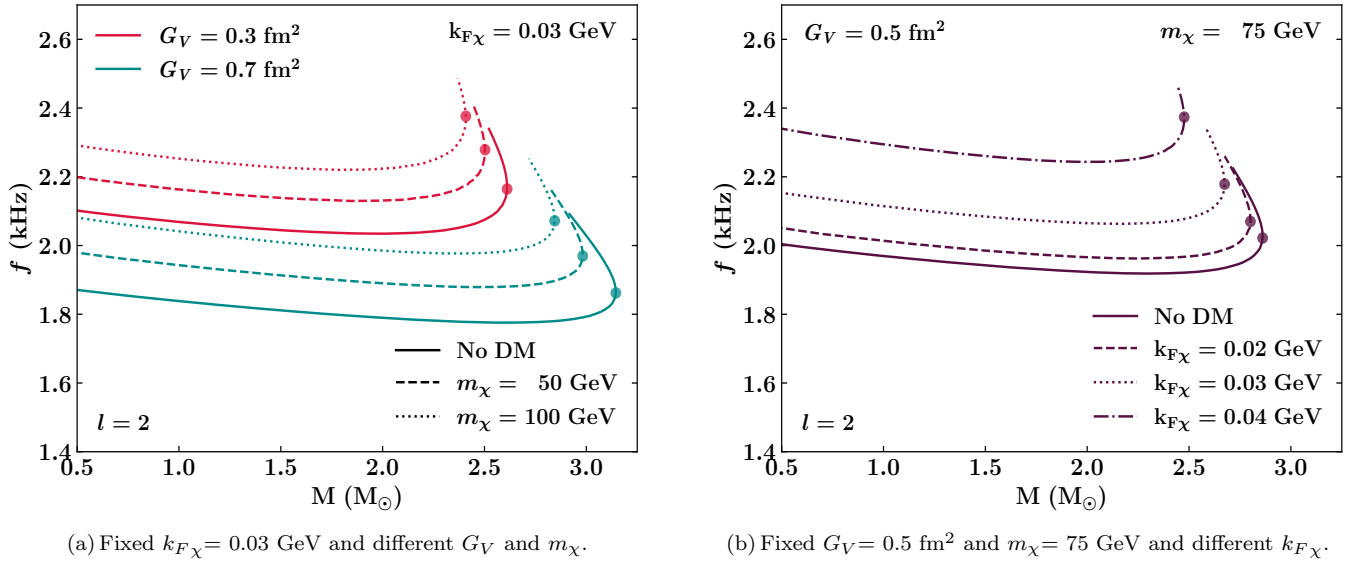 2.6
2.4
2.2
2.0
1.8
1.6
1.4
f (kHz)
G_V = 0.3 fm²
G_V = 0.7 fm²
k_Fχ = 0.03 GeV
No DM
m_χ = 50 GeV
m_χ = 100 GeV
l = 2
0.5 1.0 1.5 2.0 2.5 3.0
M (M_⊙)
(a) Fixed k_Fχ = 0.03 GeV and different G_V and m_χ.
2.6
2.4
2.2
2.0
1.8
1.6
1.4
f (kHz)
G_V = 0.5 fm²
m_χ = 75 GeV
No DM
k_Fχ = 0.02 GeV
k_Fχ = 0.03 GeV
k_Fχ = 0.04 GeV
l = 2
0.5 1.0 1.5 2.0 2.5 3.0
M (M_⊙)
(b) Fixed G_V = 0.5 fm² and m_χ = 75 GeV and different k_Fχ.